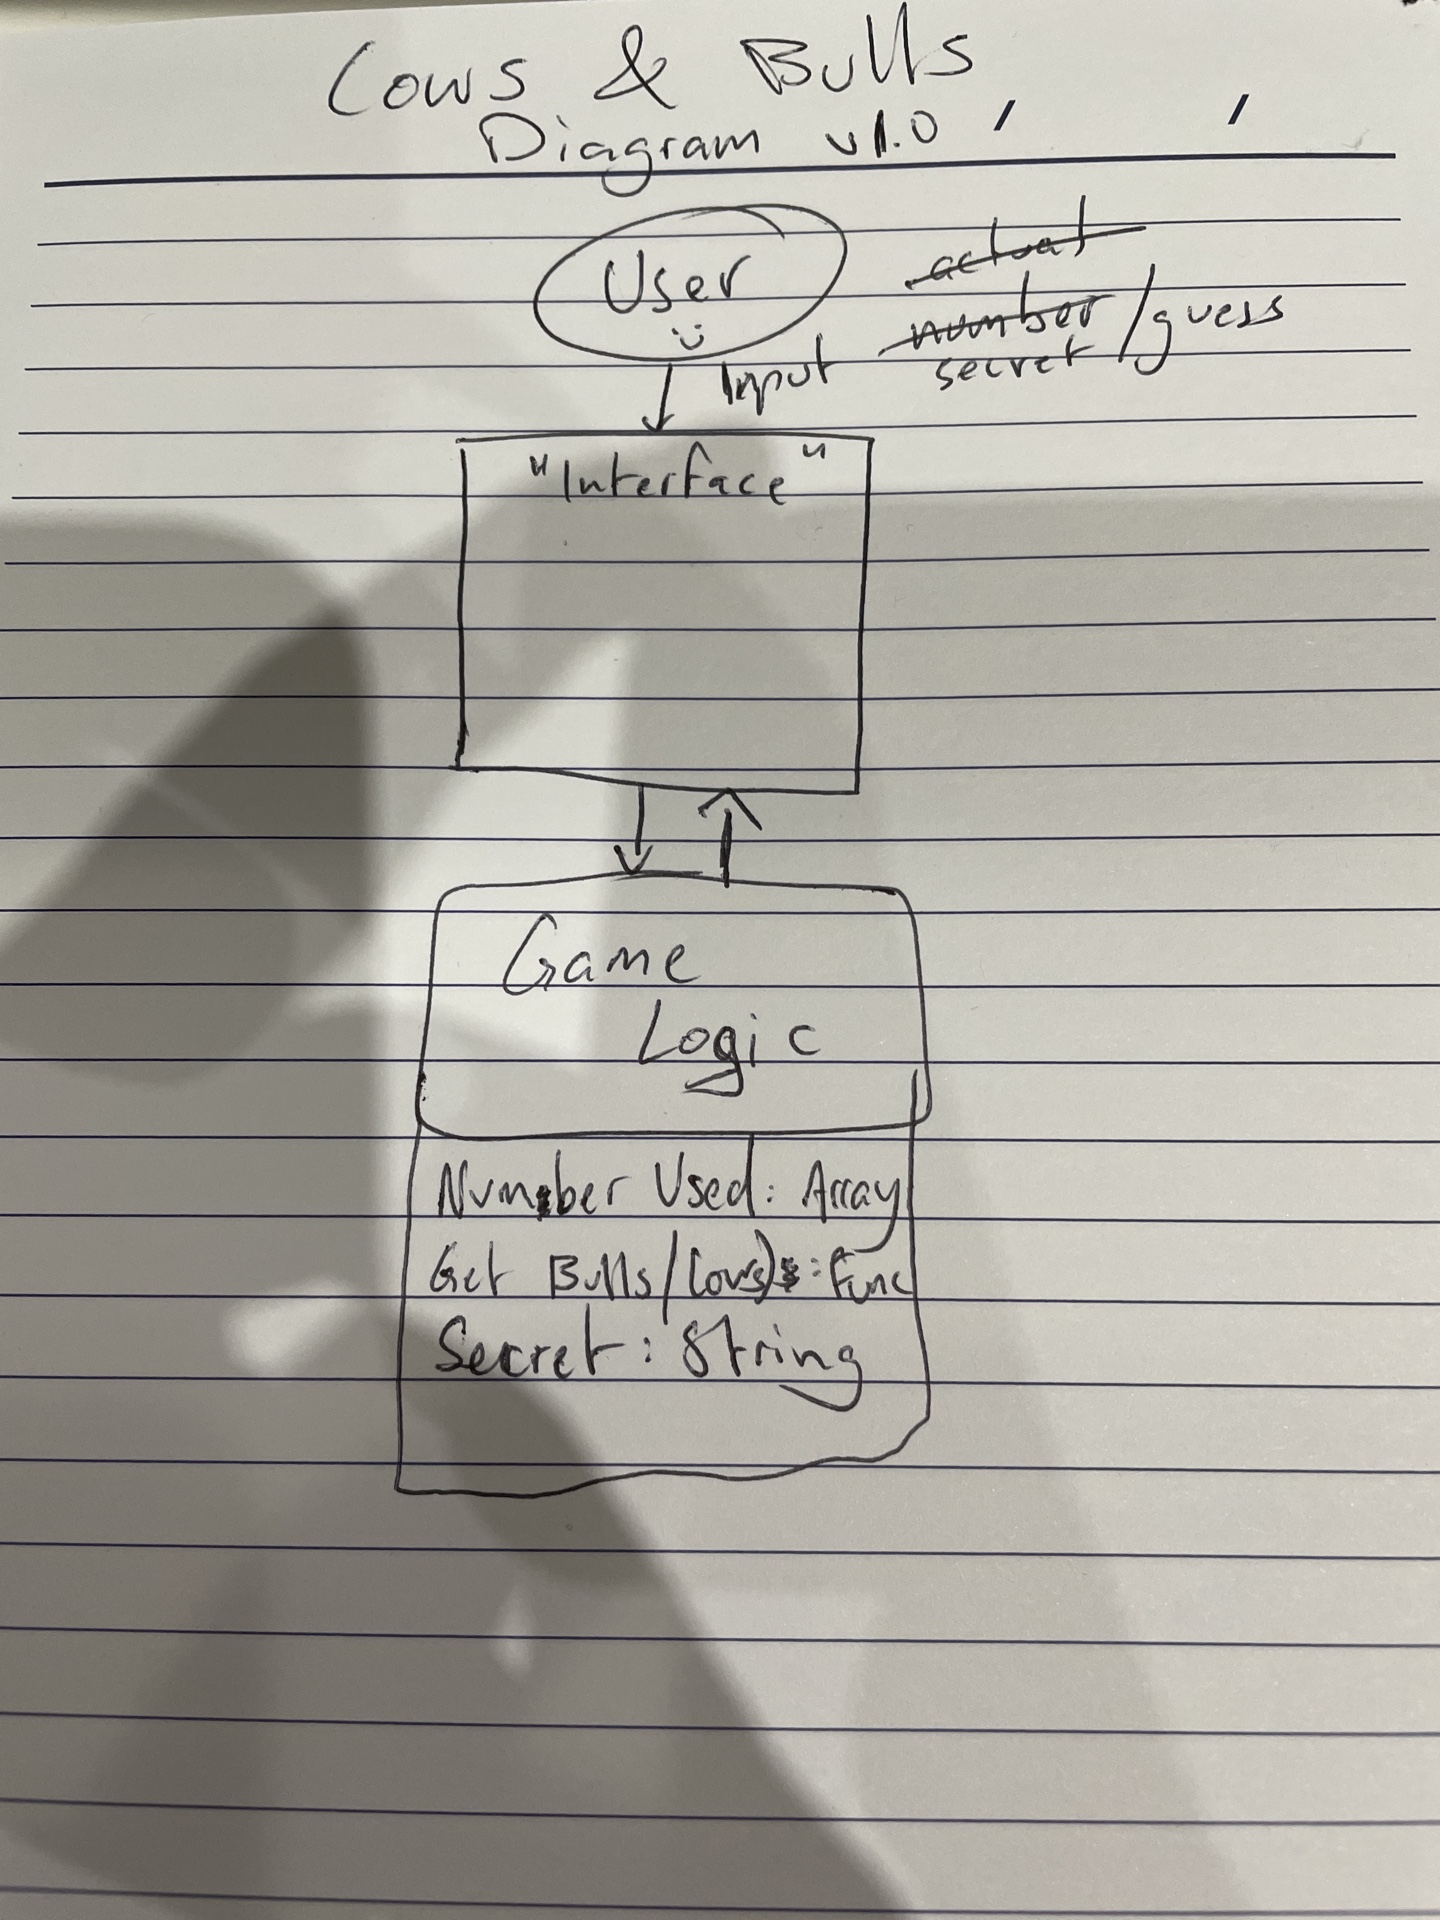 Cows & Bulls
Diagram v1.0
User
actual
number /guess
Input secret
"Interface"
Game
Logic
Number Used: Array
Get Bulls/Cows: Func
Secret: String